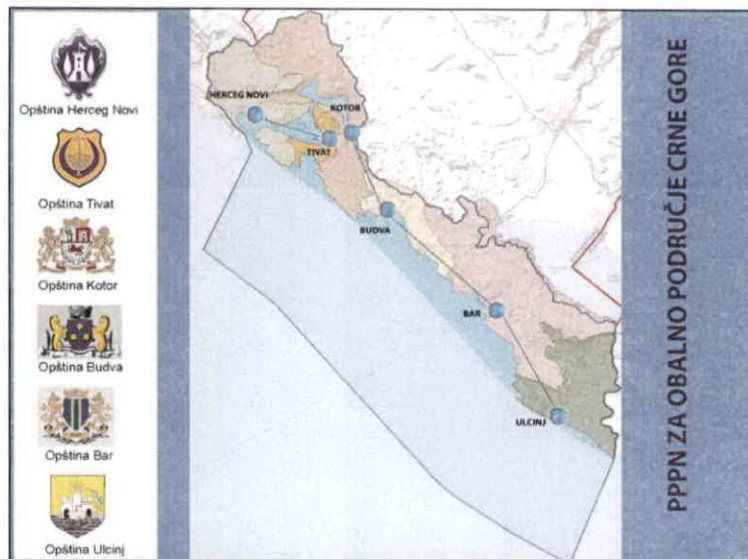 Opština Herceg Novi
Opština Tivat
Opština Kotor
Opština Budva
Opština Bar
Opština Ulcinj
HERCEG NOVI
KOTOR
TIVAT
BUDVA
BAR
ULCINJ
PPPN ZA OBALNO PODRUČJE CRNE GORE